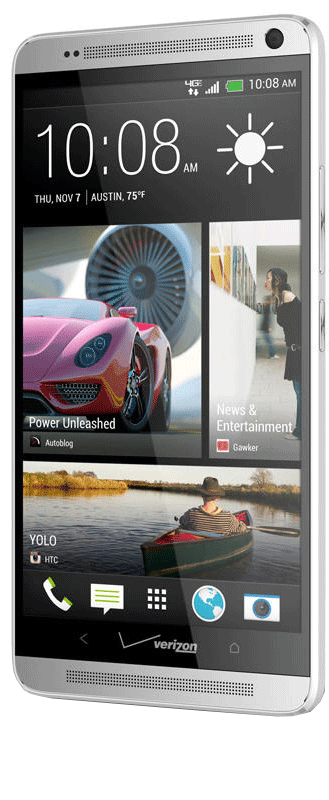 4G LTE 10:08 AM
10:08 AM
THU, NOV 7 | AUSTIN, 75°F
Power Unleashed
Autoblog
News &
Entertainment
Gawker
YOLO
HTC
verizon